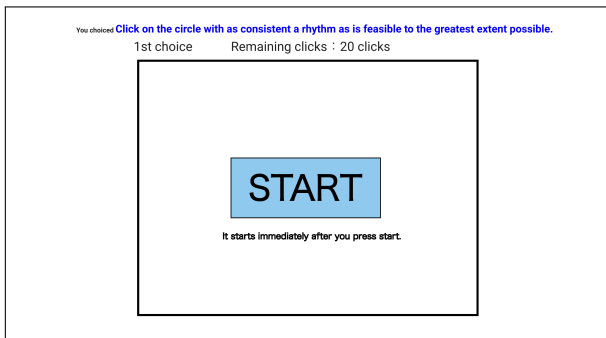 You choiced Click on the circle with as consistent a rhythm as is feasible to the greatest extent possible.
1st choice Remaining clicks：20 clicks
START
It starts immediately after you press start.